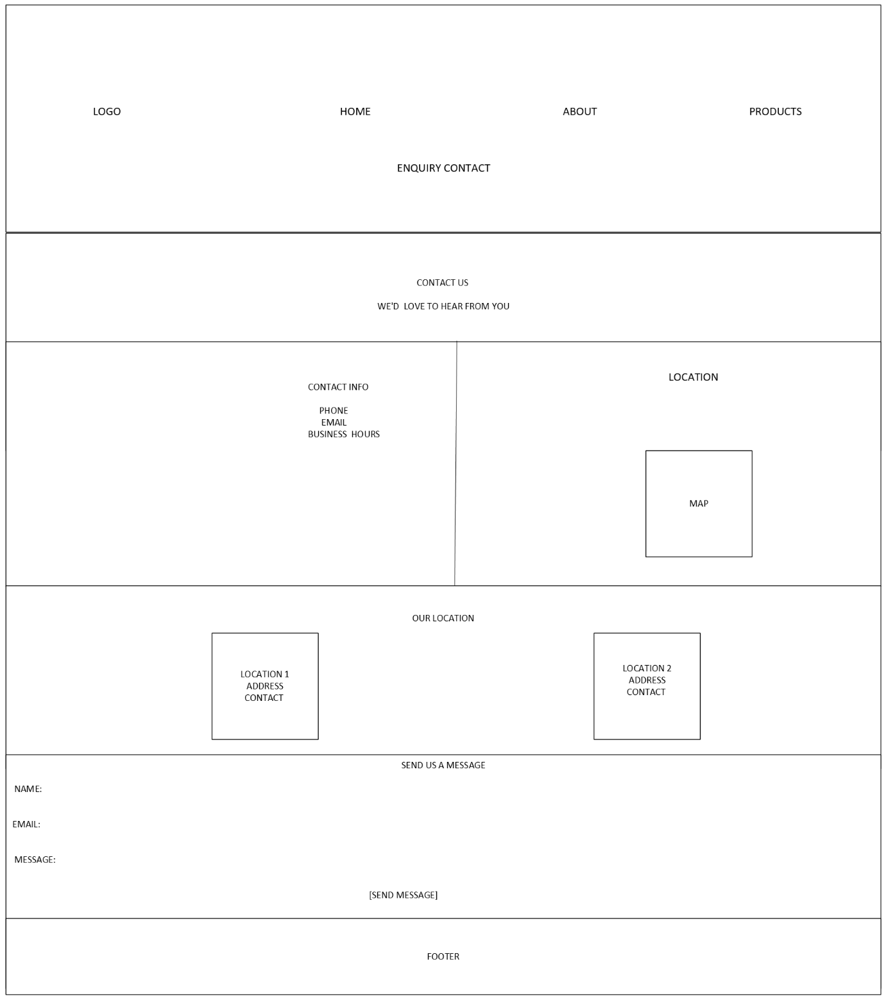 LOGO HOME ABOUT PRODUCTS
ENQUIRY CONTACT
CONTACT US
WE'D LOVE TO HEAR FROM YOU
CONTACT INFO
PHONE
EMAIL
BUSINESS HOURS
LOCATION
MAP
OUR LOCATION
LOCATION 1
ADDRESS
CONTACT
LOCATION 2
ADDRESS
CONTACT
SEND US A MESSAGE
NAME:
EMAIL:
MESSAGE:
[SEND MESSAGE]
FOOTER